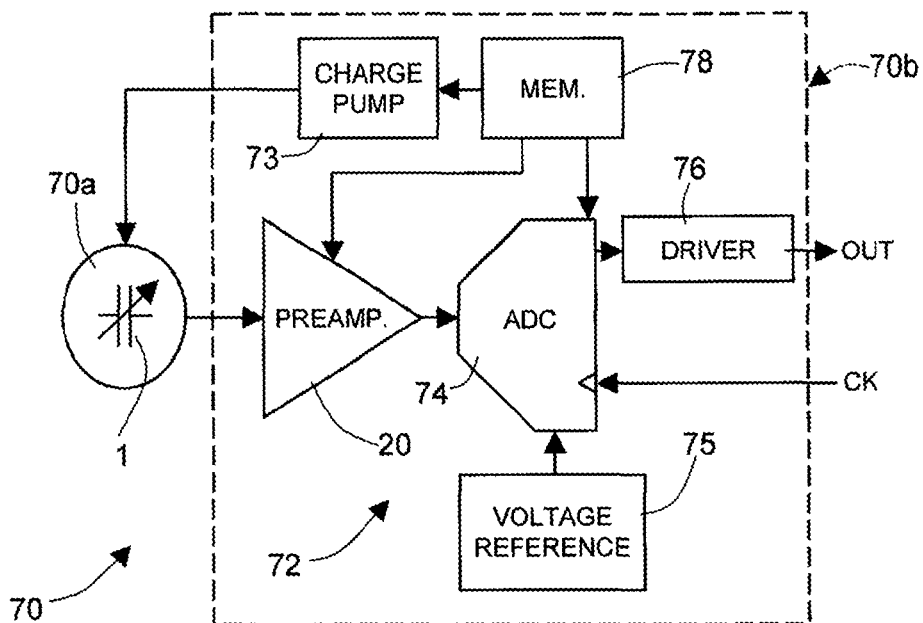 CHARGE
PUMP
MEM.
78
70b
73
70a
76
DRIVER
OUT
PREAMP.
ADC
74
CK
1
20
75
VOLTAGE
REFERENCE
72
70